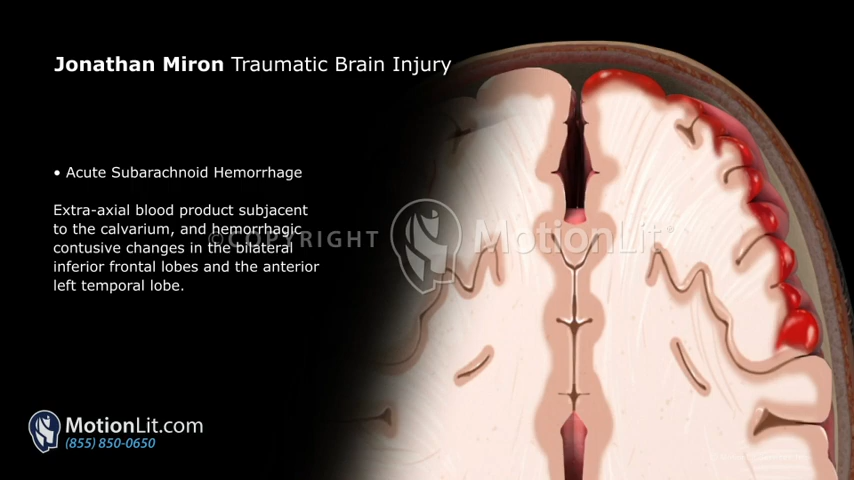 Jonathan Miron Traumatic Brain Injury
• Acute Subarachnoid Hemorrhage
Extra-axial blood product subjacent
to the calvarium, and hemorrhagic
contusive changes in the bilateral
inferior frontal lobes and the anterior
left temporal lobe.
©COPYRIGHT MotionLit®
MotionLit.com
(855) 850-0650